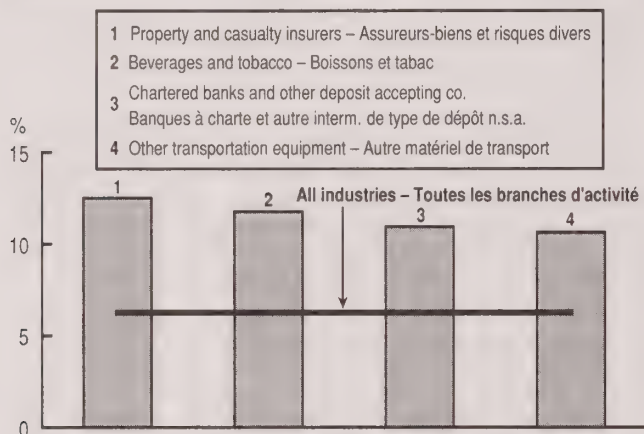 1 Property and casualty insurers – Assureurs-biens et risques divers
2 Beverages and tobacco – Boissons et tabac
3 Chartered banks and other deposit accepting co.
Banques à charte et autre interm. de type de dépôt n.s.a.
4 Other transportation equipment – Autre matériel de transport
%
15
All industries – Toutes les branches d'activité
1
2
3
4
10
5
0